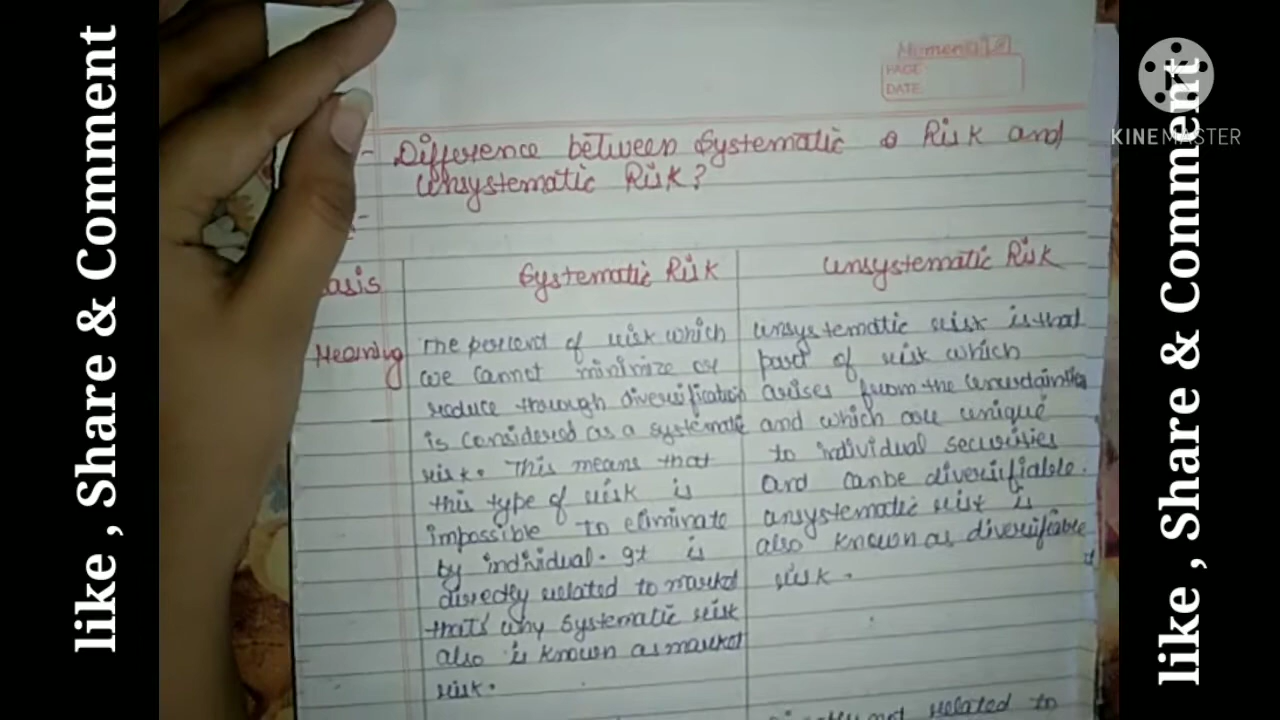 like , Share & Comment
KINEMASTER
like , Share & Comment
PAGE
DATE
Difference between Systematic Risk and
Unsystematic Risk?
asis
Systematic Risk
Unsystematic Risk
Meaning
The percent of risk which
we cannot minimize or
reduce through diversification
is considered as a systematic
risk. This means that
this type of risk is
impossible to eliminate
by individual. It is
directly related to market
that's why Systematic risk
also is known as market
risk.
unsystematic risk is that
part of risk which
arises from the uncertainties
and which are unique
to individual securities
and canbe diversifiable.
unsystematic risk is
also known as diversifiable
risk.
not related to